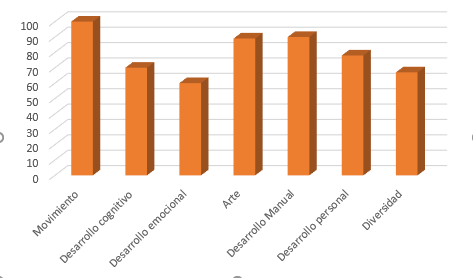 100
90
80
70
60
50
40
30
20
10
0
Movimiento
Desarrollo cognitivo
Desarrollo emocional
Arte
Desarrollo Manual
Desarrollo personal
Diversidad